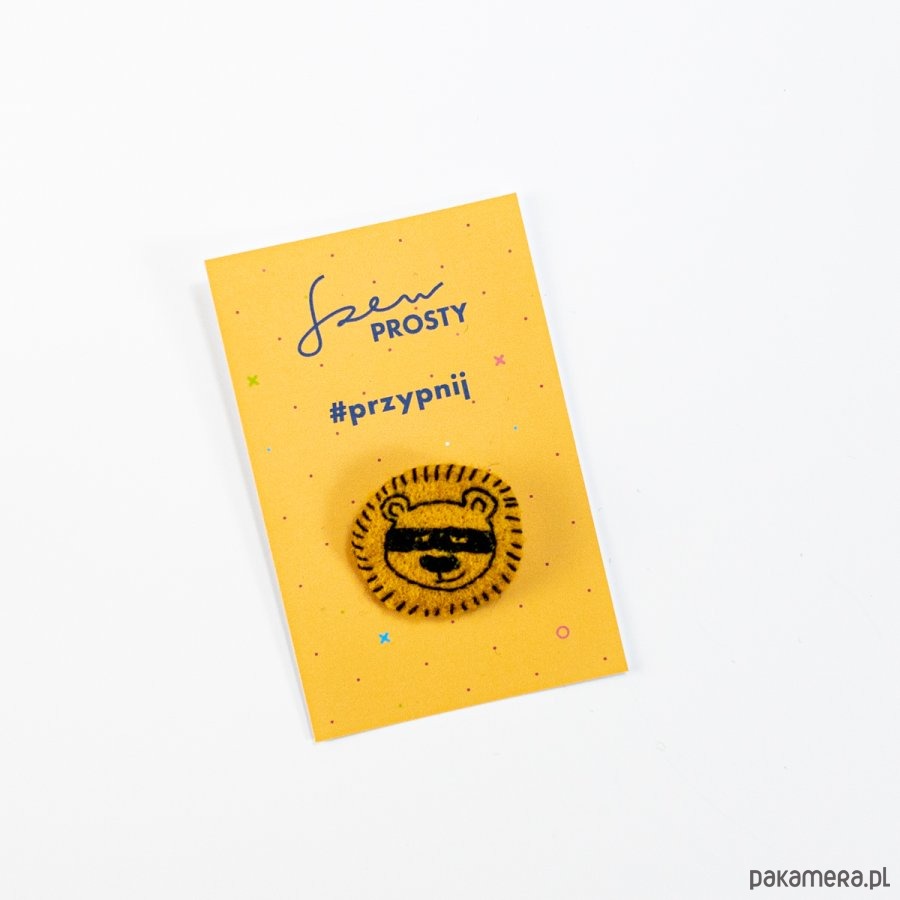 Szew
PROSTY
#przypnij
pakamera.pl